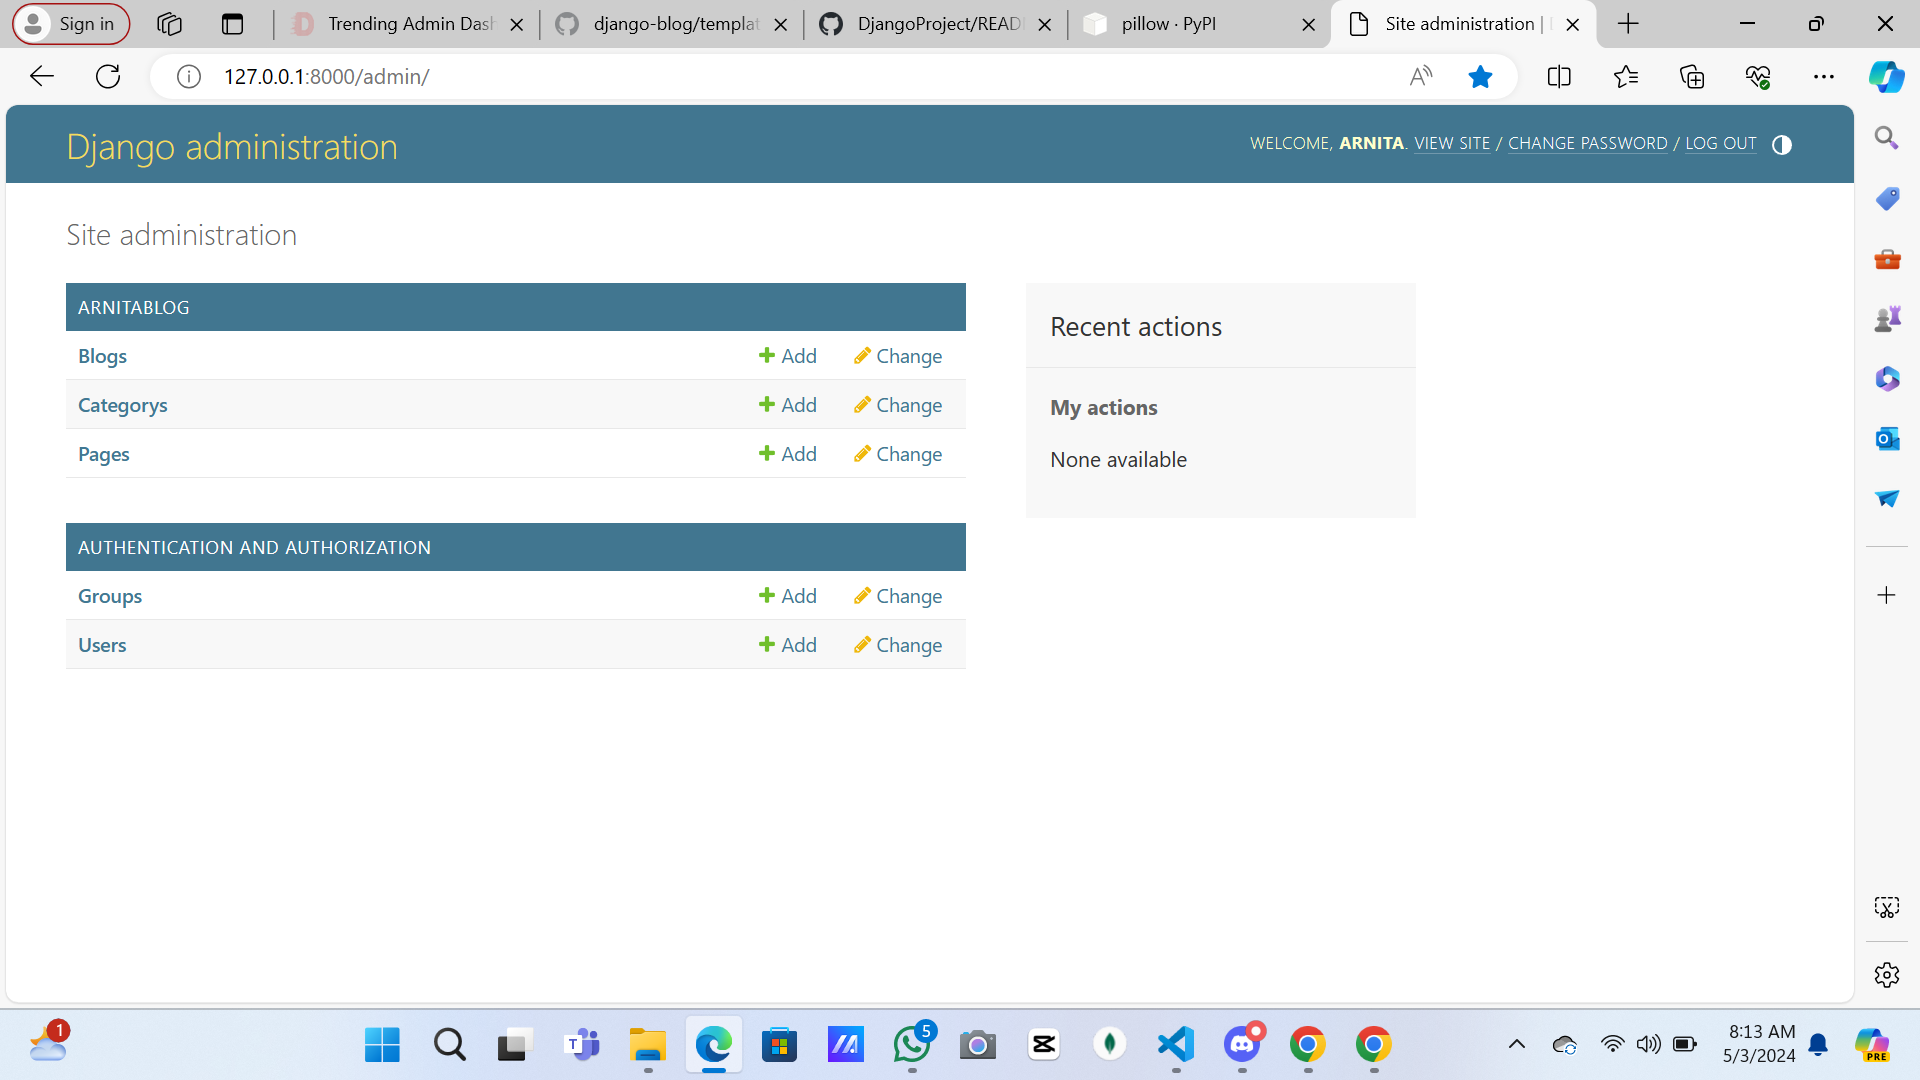 Sign in
Trending Admin Dash
django-blog/templat
DjangoProject/READ
pillow · PyPI
Site administration |
127.0.0.1:8000/admin/
Django administration
WELCOME, ARNITA. VIEW SITE / CHANGE PASSWORD / LOG OUT
Site administration
ARNITABLOG
Blogs Add Change
Categorys Add Change
Pages Add Change
Recent actions
My actions
None available
AUTHENTICATION AND AUTHORIZATION
Groups Add Change
Users Add Change
1
T
5
PRE
8:13 AM
5/3/2024